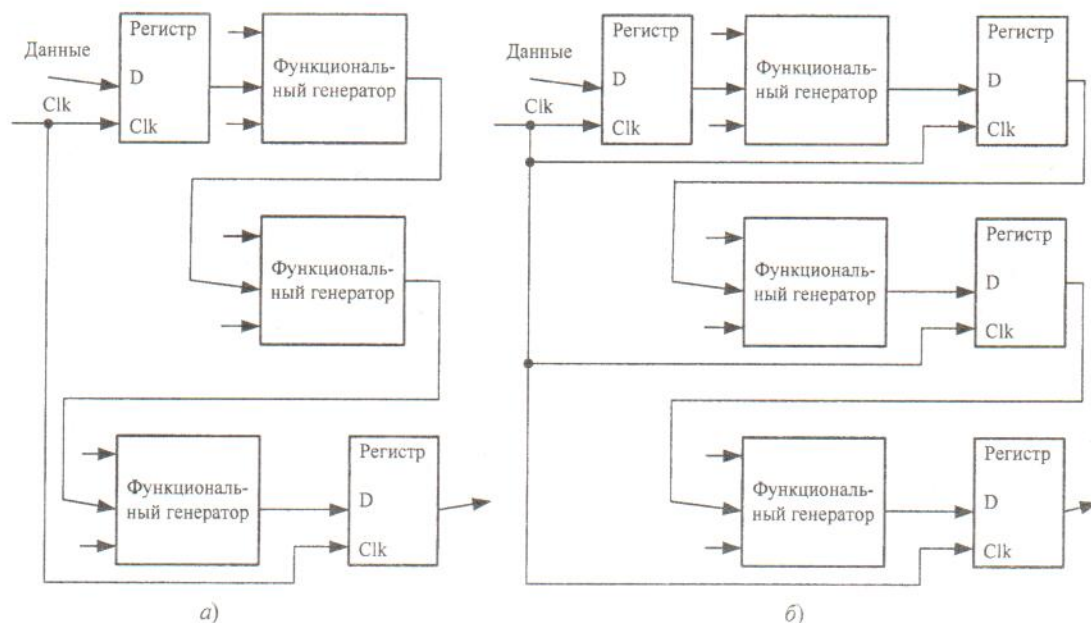 Данные
Регистр
D
Clk
Clk
Функциональ-
ный генератор
Функциональ-
ный генератор
Функциональ-
ный генератор
Регистр
D
Clk
а)
Данные
Регистр
D
Clk
Clk
Функциональ-
ный генератор
Регистр
D
Clk
Функциональ-
ный генератор
Регистр
D
Clk
Функциональ-
ный генератор
Регистр
D
Clk
б)